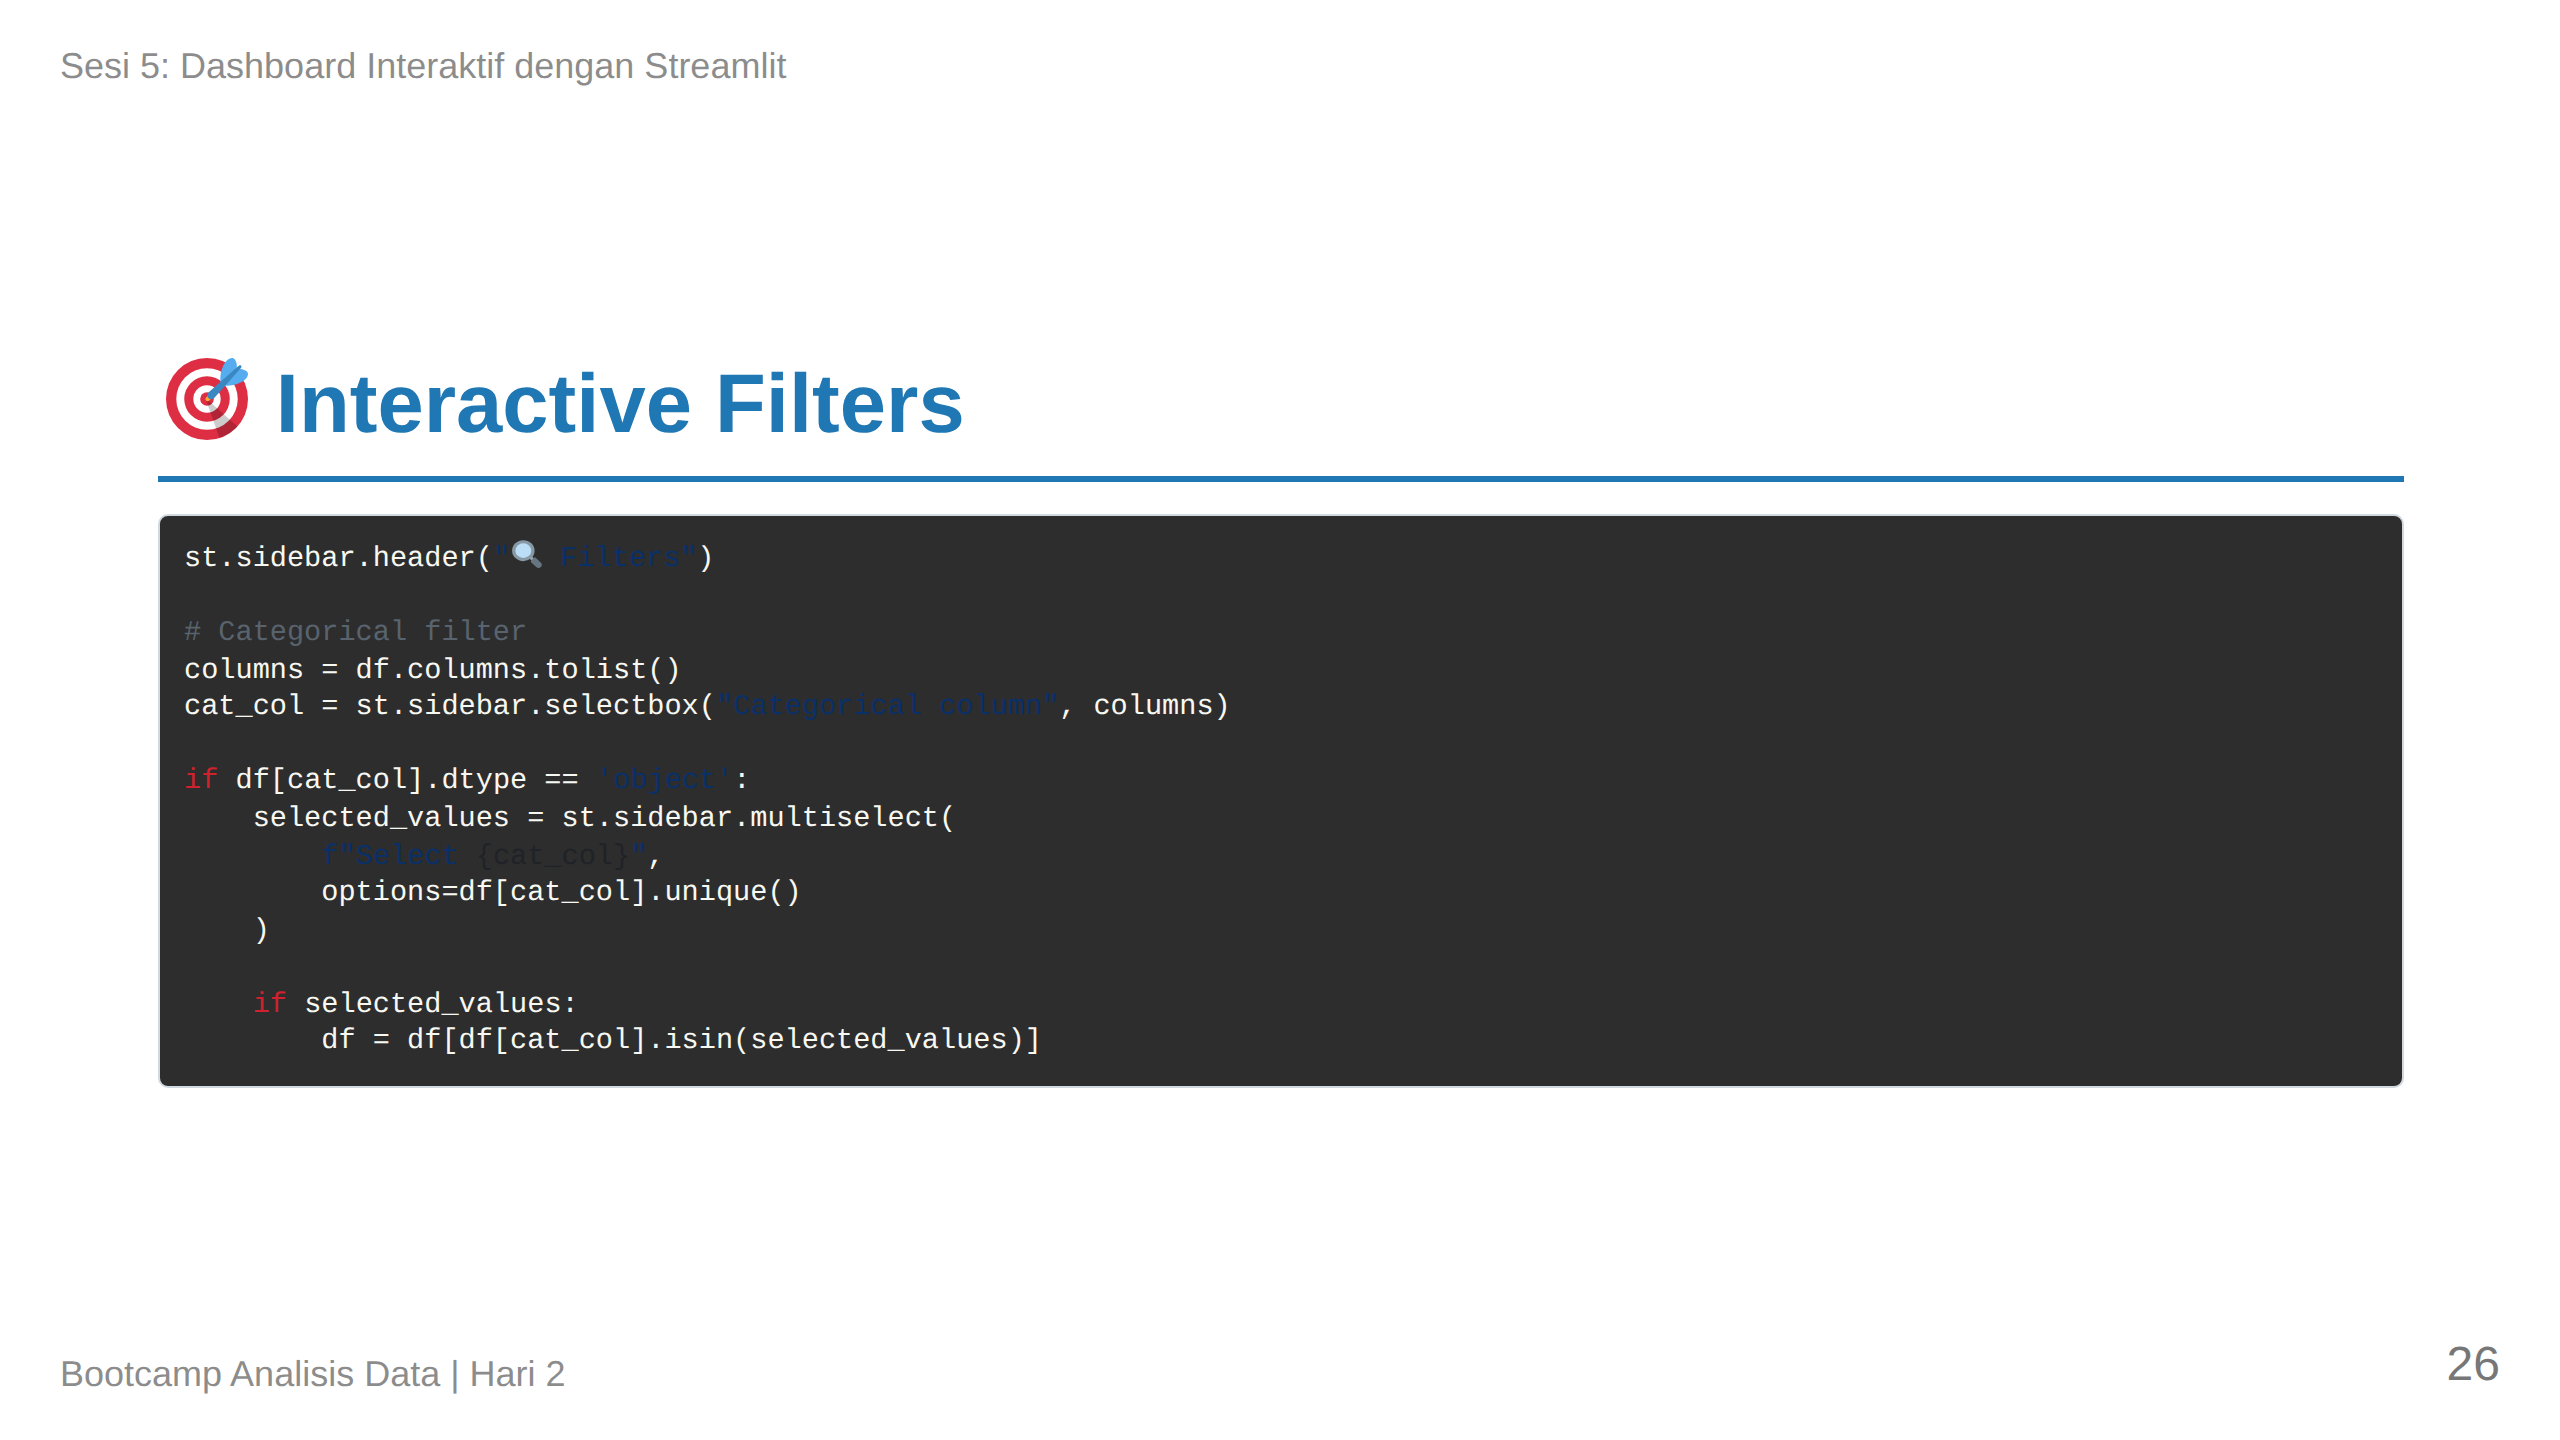 Sesi 5: Dashboard Interaktif dengan Streamlit
🎯 Interactive Filters
st.sidebar.header("🔍 Filters")
# Categorical filter
columns = df.columns.tolist()
cat_col = st.sidebar.selectbox("Categorical column", columns)
if df[cat_col].dtype == 'object':
    selected_values = st.sidebar.multiselect(
        f"Select {cat_col}",
        options=df[cat_col].unique()
    )
    if selected_values:
        df = df[df[cat_col].isin(selected_values)]
Bootcamp Analisis Data | Hari 2
26